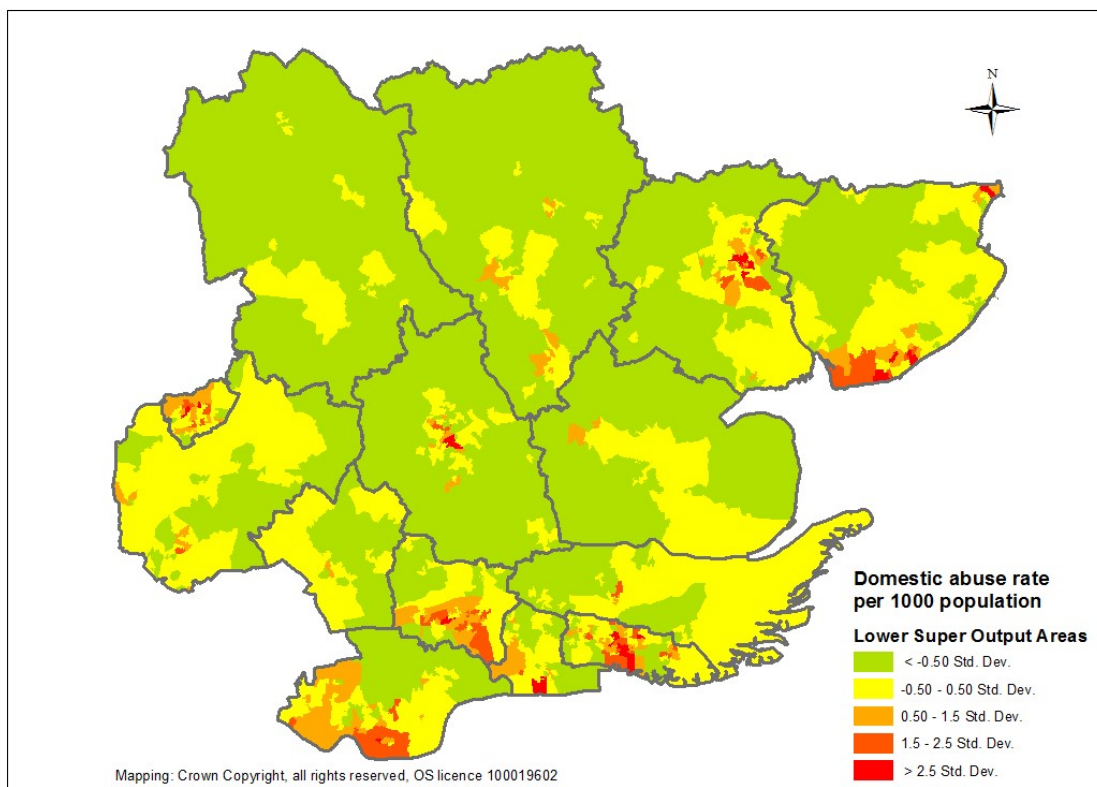 N
Domestic abuse rate
per 1000 population
Lower Super Output Areas
< -0.50 Std. Dev.
-0.50 - 0.50 Std. Dev.
0.50 - 1.5 Std. Dev.
1.5 - 2.5 Std. Dev.
> 2.5 Std. Dev.
Mapping: Crown Copyright, all rights reserved, OS licence 100019602